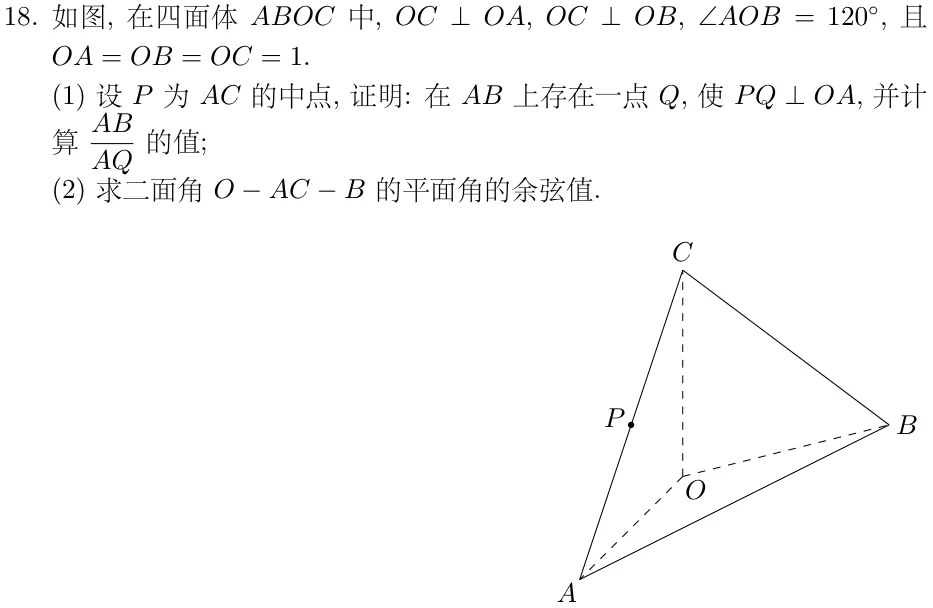 18. 如图, 在四面体 ABOC 中, OC ⊥ OA, OC ⊥ OB, ∠AOB = 120°, 且
OA = OB = OC = 1.
(1) 设 P 为 AC 的中点, 证明: 在 AB 上存在一点 Q, 使 PQ ⊥ OA, 并计
算 \frac{AB}{AQ} 的值;
(2) 求二面角 O − AC − B 的平面角的余弦值.
C
P
B
O
A